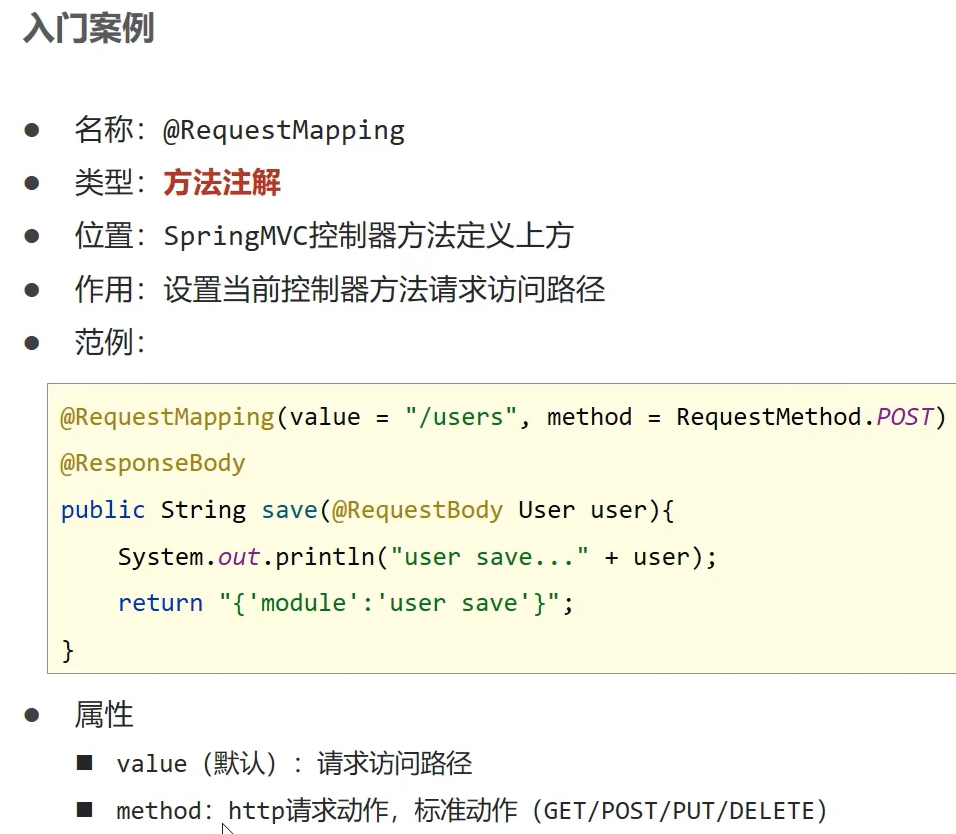 入门案例
名称：@RequestMapping
类型：方法注解
位置：SpringMVC控制器方法定义上方
作用：设置当前控制器方法请求访问路径
范例：
@RequestMapping(value = "/users", method = RequestMethod.POST)
@ResponseBody
public String save(@RequestBody User user){
    System.out.println("user save..." + user);
    return "{'module':'user save'}";
}
属性
value（默认）：请求访问路径
method：http请求动作，标准动作（GET/POST/PUT/DELETE）